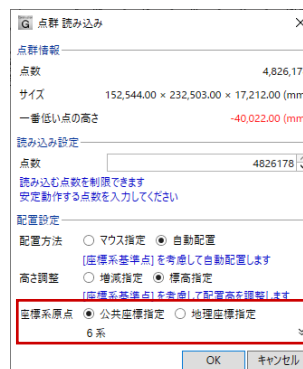 G 点群 読み込み ×
点群情報
点数 4,826,17
サイズ 152,544.00 × 232,503.00 × 17,212.00 (mm
一番低い点の高さ -40,022.00 (mm
読み込み設定
点数 4826178
読み込む点数を制限できます
安定動作する点数を入力してください
配置設定
配置方法 マウス指定 自動配置
[座標系基準点] を考慮して自動配置します
高さ調整 増減指定 標高指定
[座標系基準点] を考慮して配置高を調整します
座標系原点 公共座標指定 地理座標指定
6 系
OK キャンセル